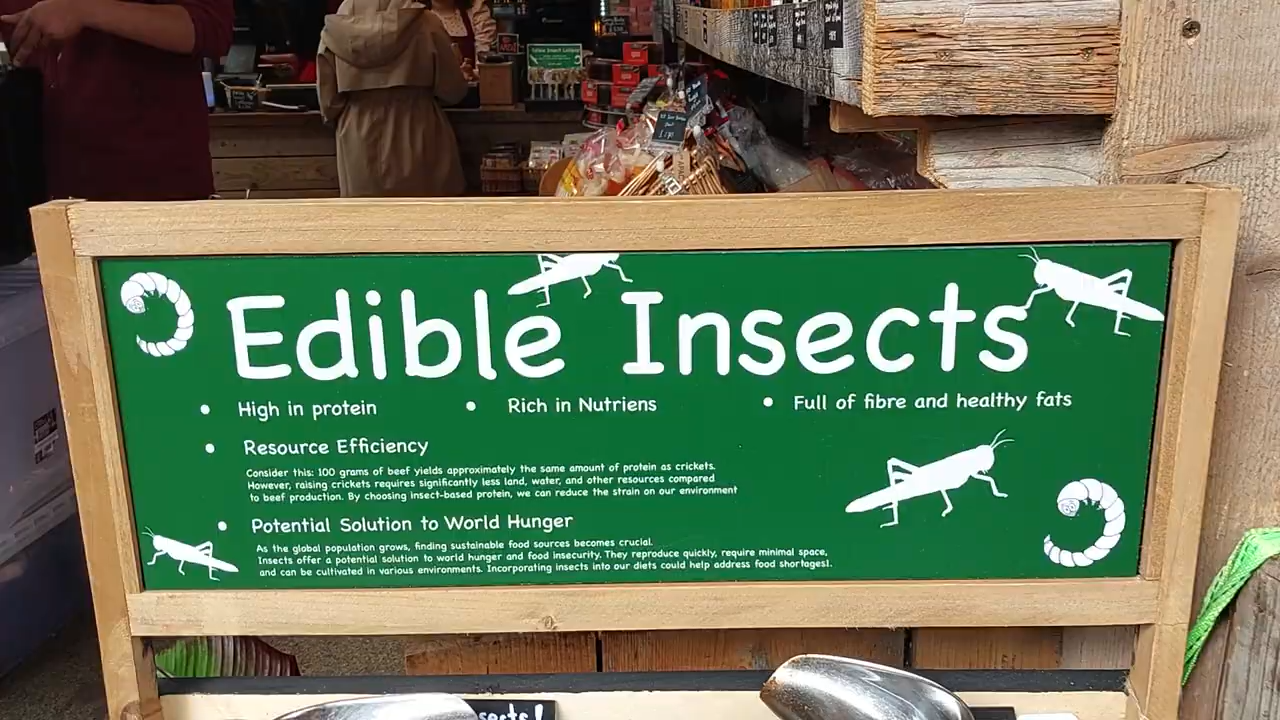 Edible Insect Lollipop
Edible Insects
• High in protein
• Rich in Nutriens
• Full of fibre and healthy fats
• Resource Efficiency
Consider this: 100 grams of beef yields approximately the same amount of protein as crickets.
However, raising crickets requires significantly less land, water, and other resources compared
to beef production. By choosing insect-based protein, we can reduce the strain on our environment
• Potential Solution to World Hunger
As the global population grows, finding sustainable food sources becomes crucial.
Insects offer a potential solution to world hunger and food insecurity. They reproduce quickly, require minimal space,
and can be cultivated in various environments. Incorporating insects into our diets could help address food shortages1.